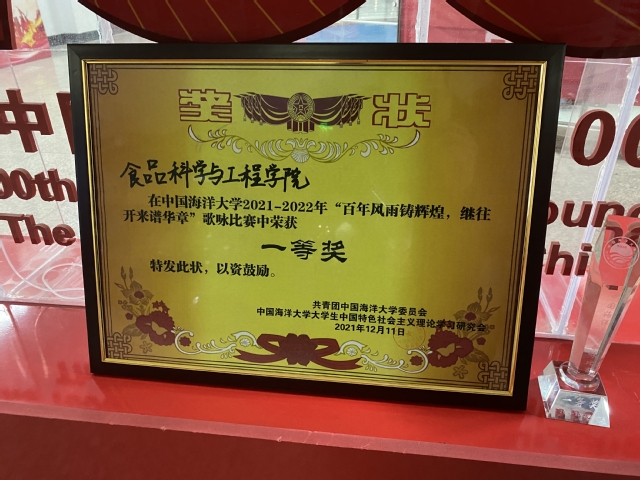 奖 状
食品科学与工程学院
在中国海洋大学2021-2022年“百年风雨铸辉煌，继往
开来谱华章”歌咏比赛中荣获
一等奖
特发此状，以资鼓励。
共青团中国海洋大学委员会
中国海洋大学大学生中国特色社会主义理论学习研究会
2021年12月11日
中
00th
The
00
ound